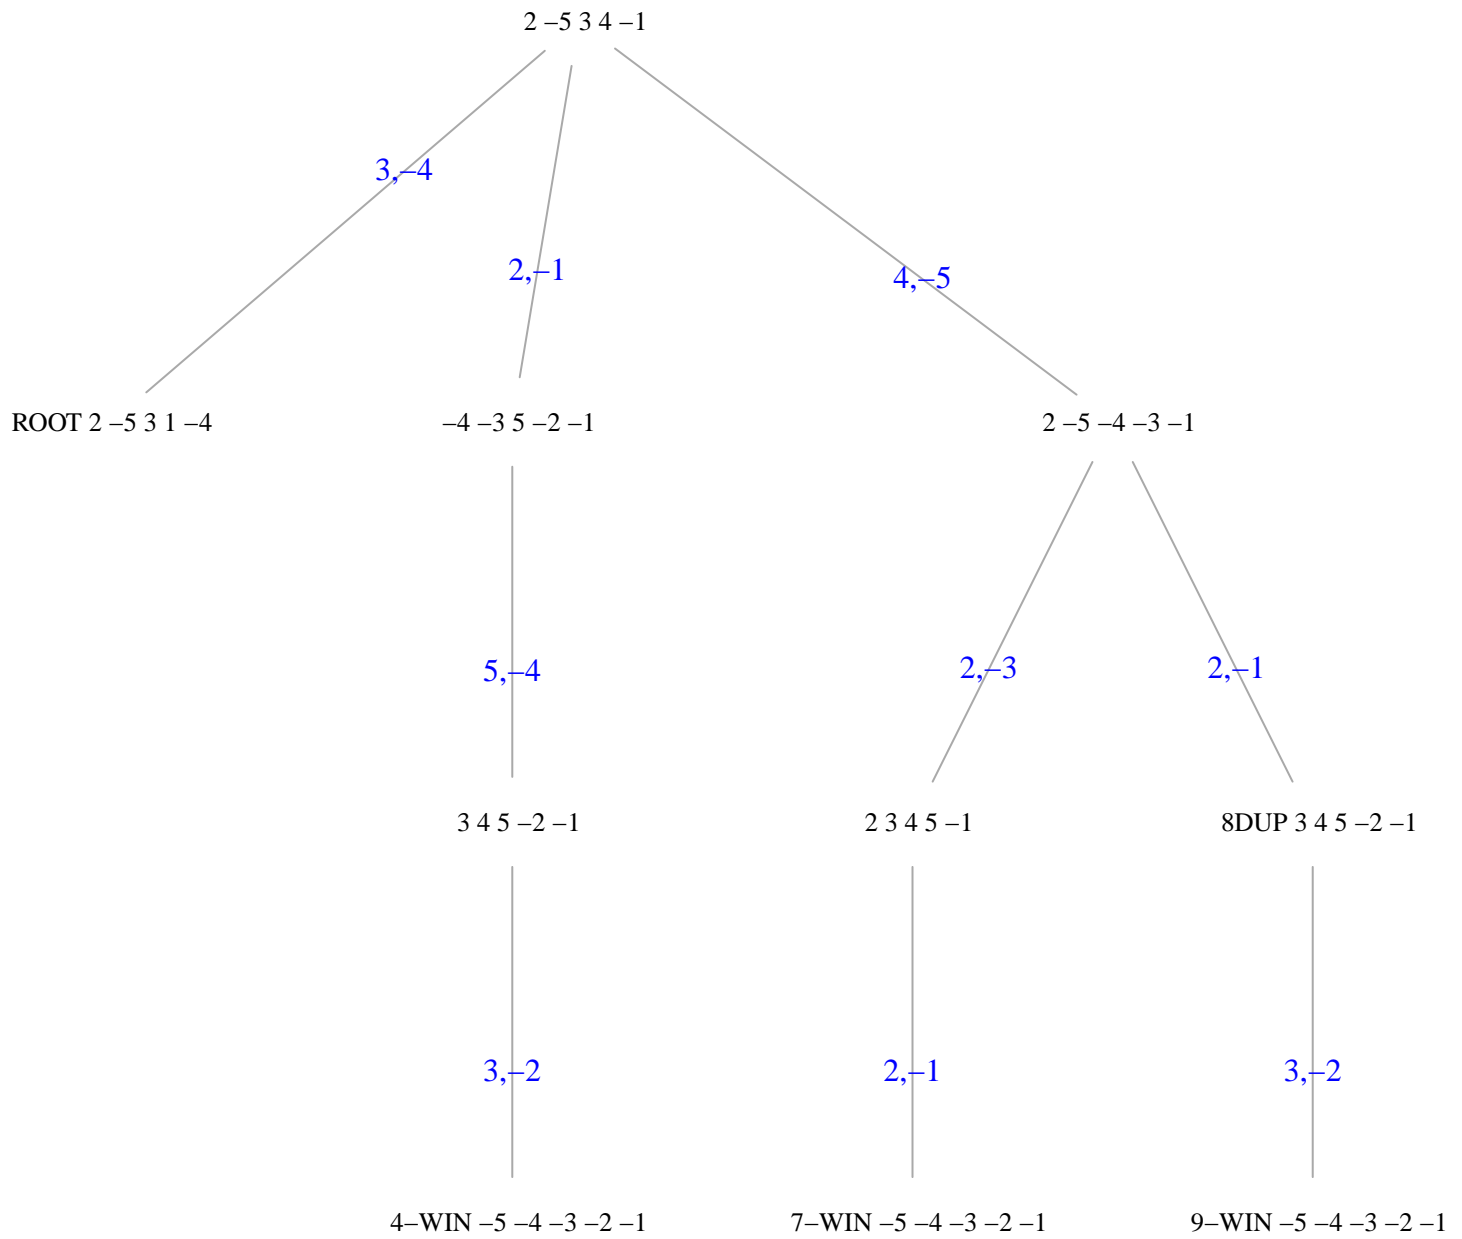 2 –5 3 4 –1
3,–4
2,–1
4,–5
ROOT 2 –5 3 1 –4
–4 –3 5 –2 –1
2 –5 –4 –3 –1
5,–4
2,–3
2,–1
3 4 5 –2 –1
2 3 4 5 –1
8DUP 3 4 5 –2 –1
3,–2
2,–1
3,–2
4–WIN –5 –4 –3 –2 –1
7–WIN –5 –4 –3 –2 –1
9–WIN –5 –4 –3 –2 –1